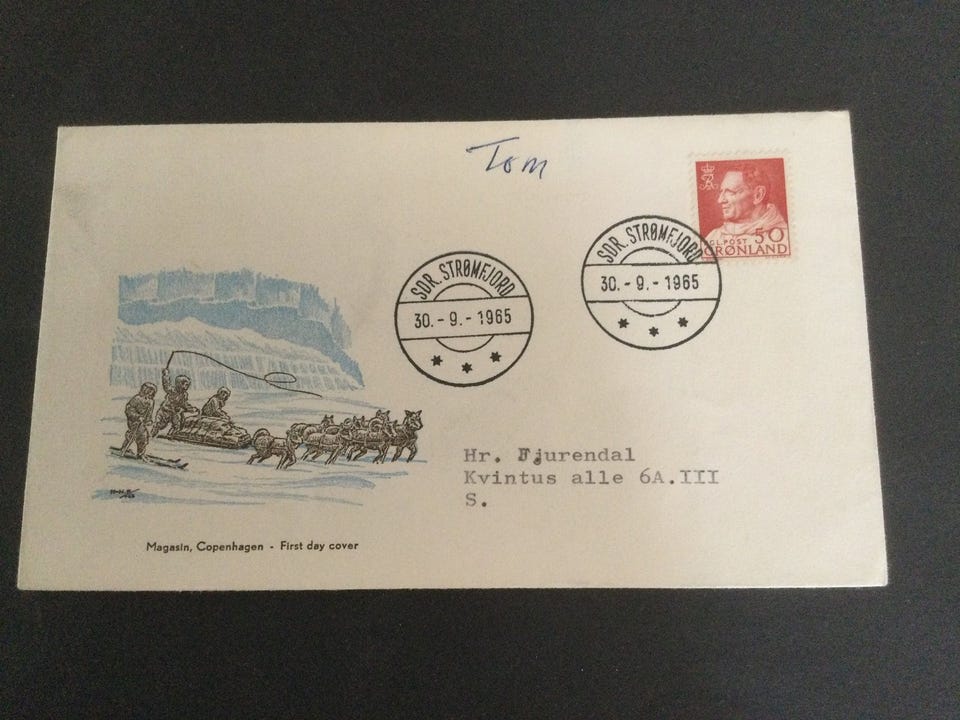 Tom
KGL.POST 50
GRØNLAND
SDR. STRØMFJORD
30.-9.-1965
SDR. STRØMFJORD
30.-9.-1965
Hr. Fjurendal
Kvintus alle 6A.III
S.
Magasin, Copenhagen - First day cover